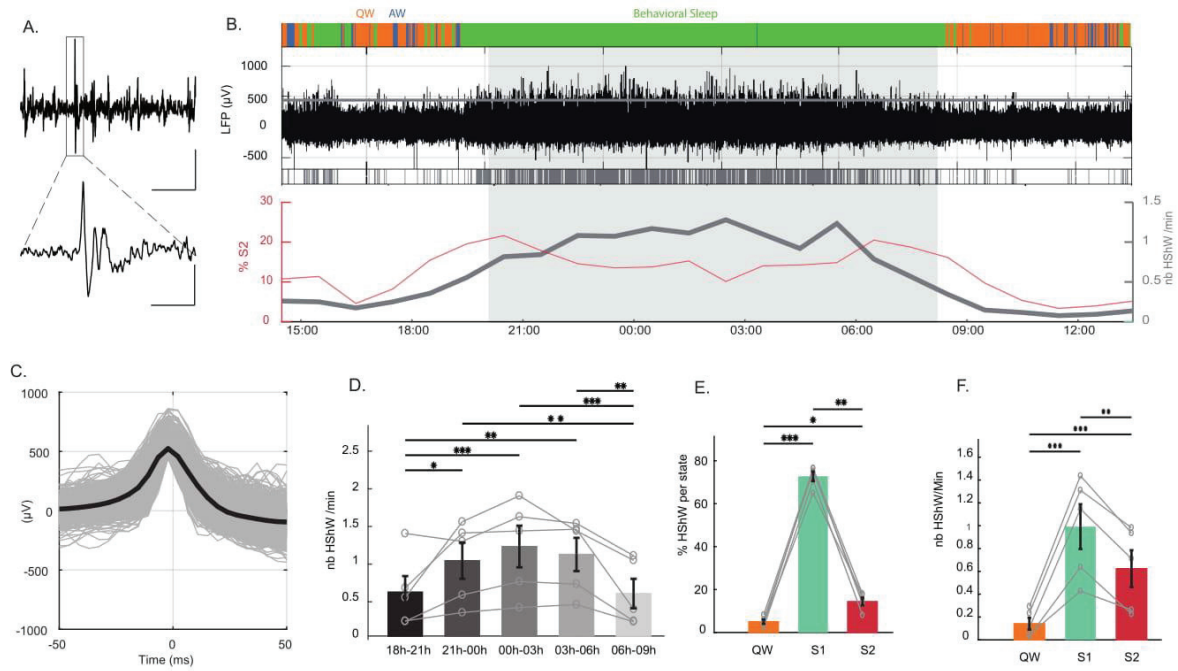 A.
B.
QW AW Behavioral Sleep
LFP (µV)
1000
500
0
-500
% S2
30
20
10
0
1.5
1
0.5
0
nb HShW /min
15:00 18:00 21:00 00:00 03:00 06:00 09:00 12:00
C.
(µV)
1000
500
0
-500
-1000
-50 0 50
Time (ms)
D.
** 
***
* *
**
***
*
nb HShW /min
2.5
2
1.5
1
0.5
0
18h-21h 21h-00h 00h-03h 03h-06h 06h-09h
E.
**
*
***
% HShW per state
80
60
40
20
0
QW S1 S2
F.
**
***
***
nb HShW/Min
1.6
1.4
1.2
1
0.8
0.6
0.4
0.2
0
QW S1 S2